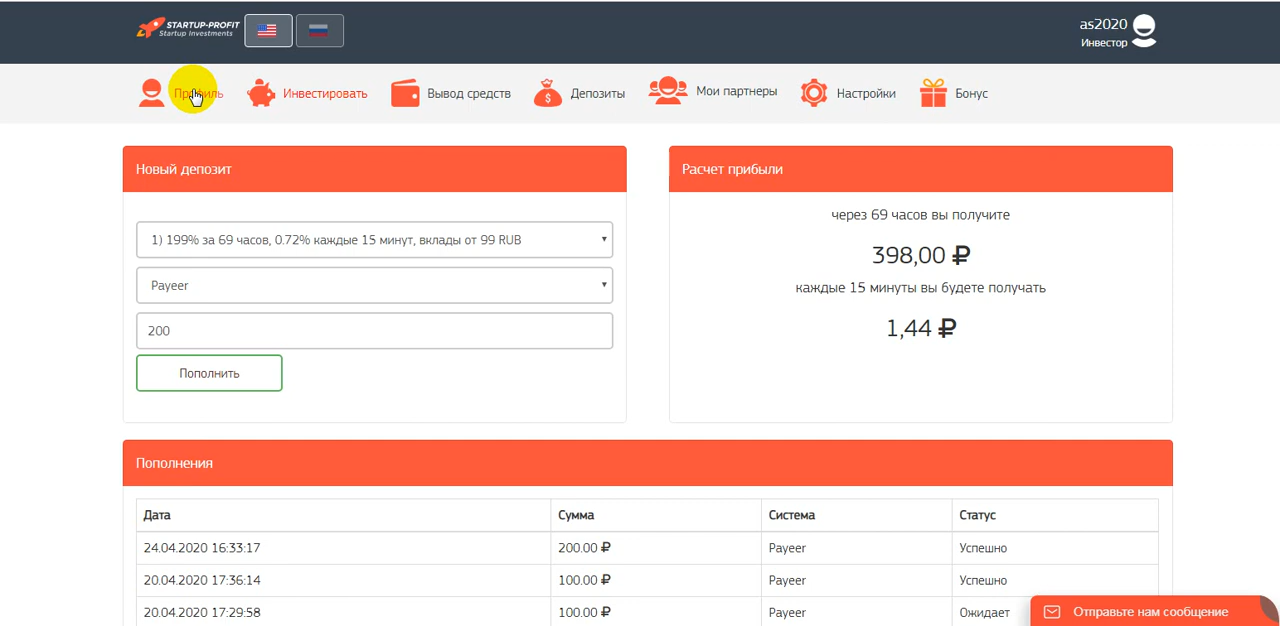 STARTUP-PROFIT
Startup Investments
as2020
Инвестор
Профиль
Инвестировать
Вывод средств
Депозиты
Мои партнеры
Настройки
Бонус
Новый депозит
1) 199% за 69 часов, 0.72% каждые 15 минут, вклады от 99 RUB
Payeer
200
Пополнить
Расчет прибыли
через 69 часов вы получите
398,00 ₽
каждые 15 минуты вы будете получать
1,44 ₽
Пополнения
Дата Сумма Система Статус
24.04.2020 16:33:17 200.00 ₽ Payeer Успешно
20.04.2020 17:36:14 100.00 ₽ Payeer Успешно
20.04.2020 17:29:58 100.00 ₽ Payeer Ожидает
Отправьте нам сообщение